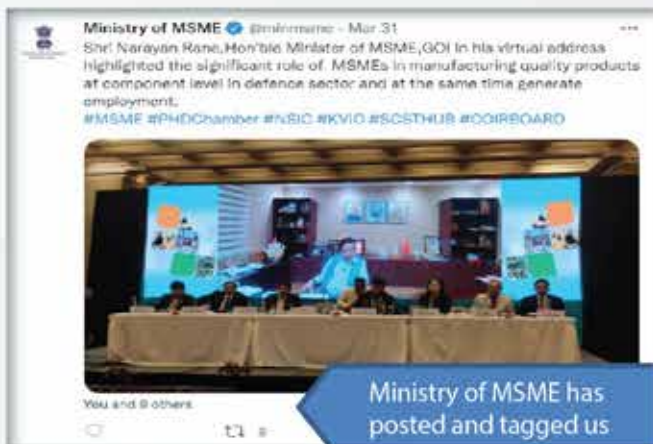 Ministry of MSME @minmsme - Mar 31
Shri Narayan Rane,Hon'ble Minister of MSME,GOI in his virtual address
highlighted the significant role of MSMEs in manufacturing quality products
at component level in defence sector and at the same time generate
employment.
#MSME #PHDChamber #NSIC #KVIC #SCSTHUB #COIRBOARD
You and 9 others
Ministry of MSME has
posted and tagged us